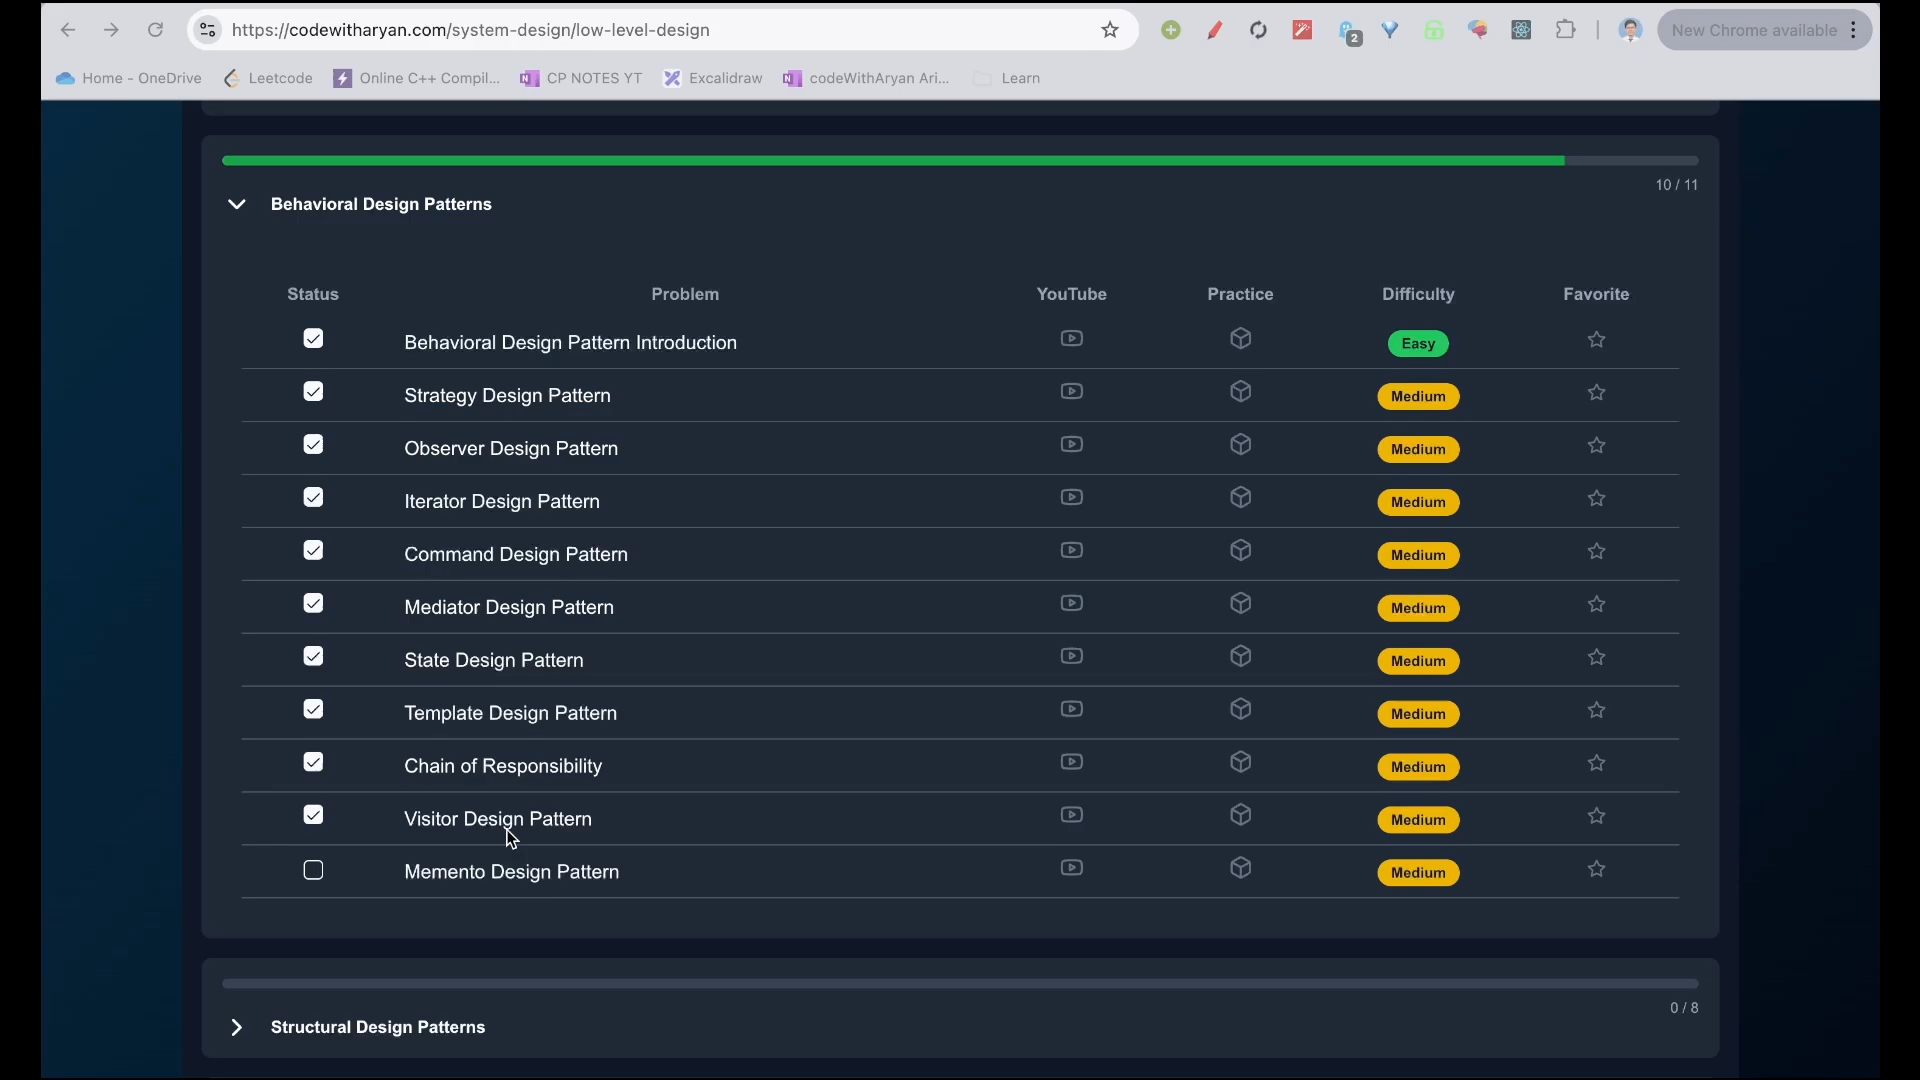 https://codewitharyan.com/system-design/low-level-design
2
New Chrome available
Home - OneDrive
Leetcode
Online C++ Compil...
CP NOTES YT
Excalidraw
codeWithAryan Ari...
Learn
10 / 11
Behavioral Design Patterns
Status Problem YouTube Practice Difficulty Favorite
Behavioral Design Pattern Introduction Easy
Strategy Design Pattern Medium
Observer Design Pattern Medium
Iterator Design Pattern Medium
Command Design Pattern Medium
Mediator Design Pattern Medium
State Design Pattern Medium
Template Design Pattern Medium
Chain of Responsibility Medium
Visitor Design Pattern Medium
Memento Design Pattern Medium
0 / 8
Structural Design Patterns